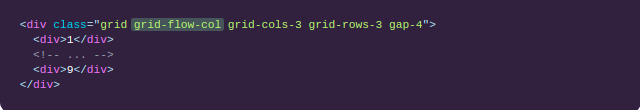 <div class="grid grid-flow-col grid-cols-3 grid-rows-3 gap-4">
  <div>1</div>
  <!-- ... -->
  <div>9</div>
</div>